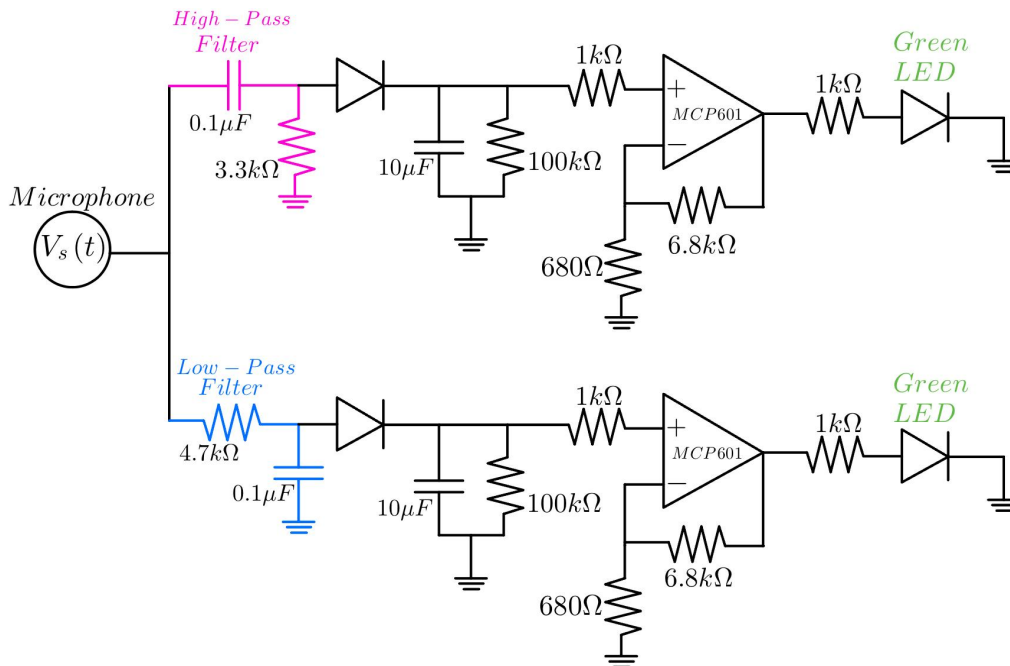 High - Pass
Filter
0.1μF
3.3kΩ
10μF
100kΩ
1kΩ
+
MCP601
−
6.8kΩ
680Ω
1kΩ
Green
LED
Microphone
V_s (t)
Low - Pass
Filter
4.7kΩ
0.1μF
10μF
100kΩ
1kΩ
+
MCP601
−
6.8kΩ
680Ω
1kΩ
Green
LED